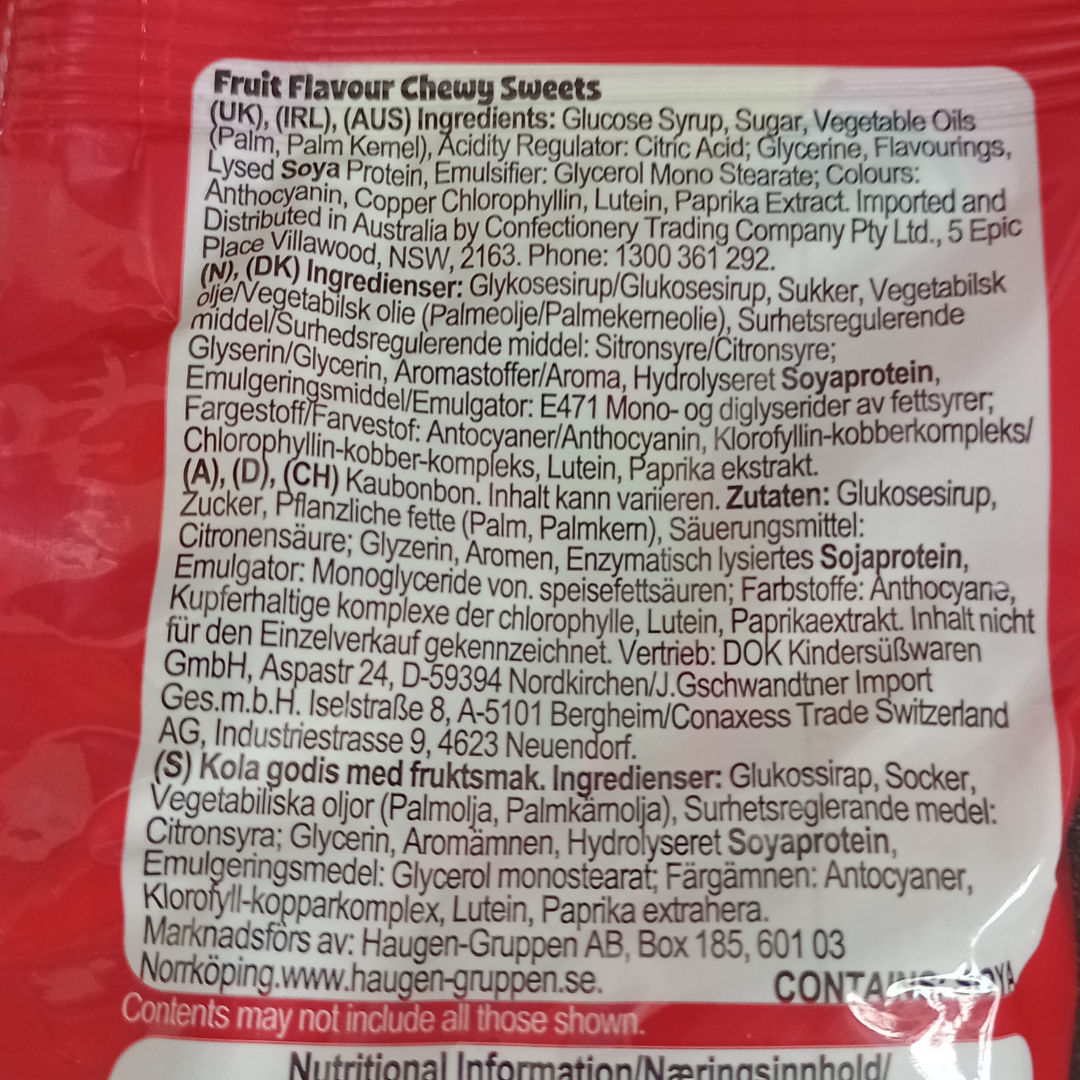 Fruit Flavour Chewy Sweets
(UK), (IRL), (AUS) Ingredients: Glucose Syrup, Sugar, Vegetable Oils
(Palm, Palm Kernel), Acidity Regulator: Citric Acid; Glycerine, Flavourings,
Lysed Soya Protein, Emulsifier: Glycerol Mono Stearate; Colours:
Anthocyanin, Copper Chlorophyllin, Lutein, Paprika Extract. Imported and
Distributed in Australia by Confectionery Trading Company Pty Ltd., 5 Epic
Place Villawood, NSW, 2163. Phone: 1300 361 292.
(N), (DK) Ingredienser: Glykosesirup/Glukosesirup, Sukker, Vegetabilsk
olje/Vegetabilsk olie (Palmeolje/Palmekerneolie), Surhetsregulerende
middel/Surhedsregulerende middel: Sitronsyre/Citronsyre;
Glyserin/Glycerin, Aromastoffer/Aroma, Hydrolyseret Soyaprotein,
Emulgeringsmiddel/Emulgator: E471 Mono- og diglyserider av fettsyrer;
Fargestoff/Farvestof: Antocyaner/Anthocyanin, Klorofyllin-kobberkompleks/
Chlorophyllin-kobber-kompleks, Lutein, Paprika ekstrakt.
(A), (D), (CH) Kaubonbon. Inhalt kann variieren. Zutaten: Glukosesirup,
Zucker, Pflanzliche fette (Palm, Palmkern), Säuerungsmittel:
Citronensäure; Glyzerin, Aromen, Enzymatisch lysiertes Sojaprotein,
Emulgator: Monoglyceride von. speisefettsäuren; Farbstoffe: Anthocyane,
Kupferhaltige komplexe der chlorophylle, Lutein, Paprikaextrakt. Inhalt nicht
für den Einzelverkauf gekennzeichnet. Vertrieb: DOK Kindersüßwaren
GmbH, Aspastr 24, D-59394 Nordkirchen/J.Gschwandtner Import
Ges.m.b.H. Iselstraße 8, A-5101 Bergheim/Conaxess Trade Switzerland
AG, Industriestrasse 9, 4623 Neuendorf.
(S) Kola godis med fruktsmak. Ingredienser: Glukossirap, Socker,
Vegetabiliska oljor (Palmolja, Palmkärnolja), Surhetsreglerande medel:
Citronsyra; Glycerin, Aromämnen, Hydrolyseret Soyaprotein,
Emulgeringsmedel: Glycerol monostearat; Färgämnen: Antocyaner,
Klorofyll-kopparkomplex, Lutein, Paprika extrahera.
Marknadsförs av: Haugen-Gruppen AB, Box 185, 601 03
Norrköping.www.haugen-gruppen.se.
CONTAINS: SOYA
Contents may not include all those shown.
Nutritional Information/Næringsinnhold/